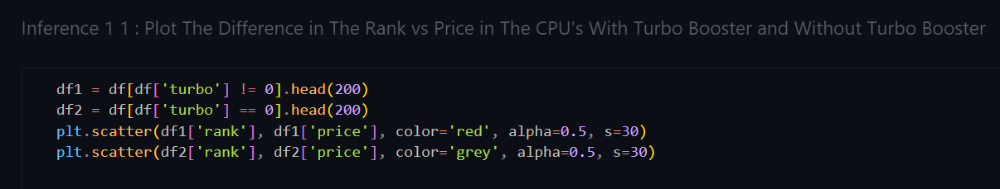 Inference 1 1 : Plot The Difference in The Rank vs Price in The CPU's With Turbo Booster and Without Turbo Booster
df1 = df[df['turbo'] != 0].head(200)
df2 = df[df['turbo'] == 0].head(200)
plt.scatter(df1['rank'], df1['price'], color='red', alpha=0.5, s=30)
plt.scatter(df2['rank'], df2['price'], color='grey', alpha=0.5, s=30)